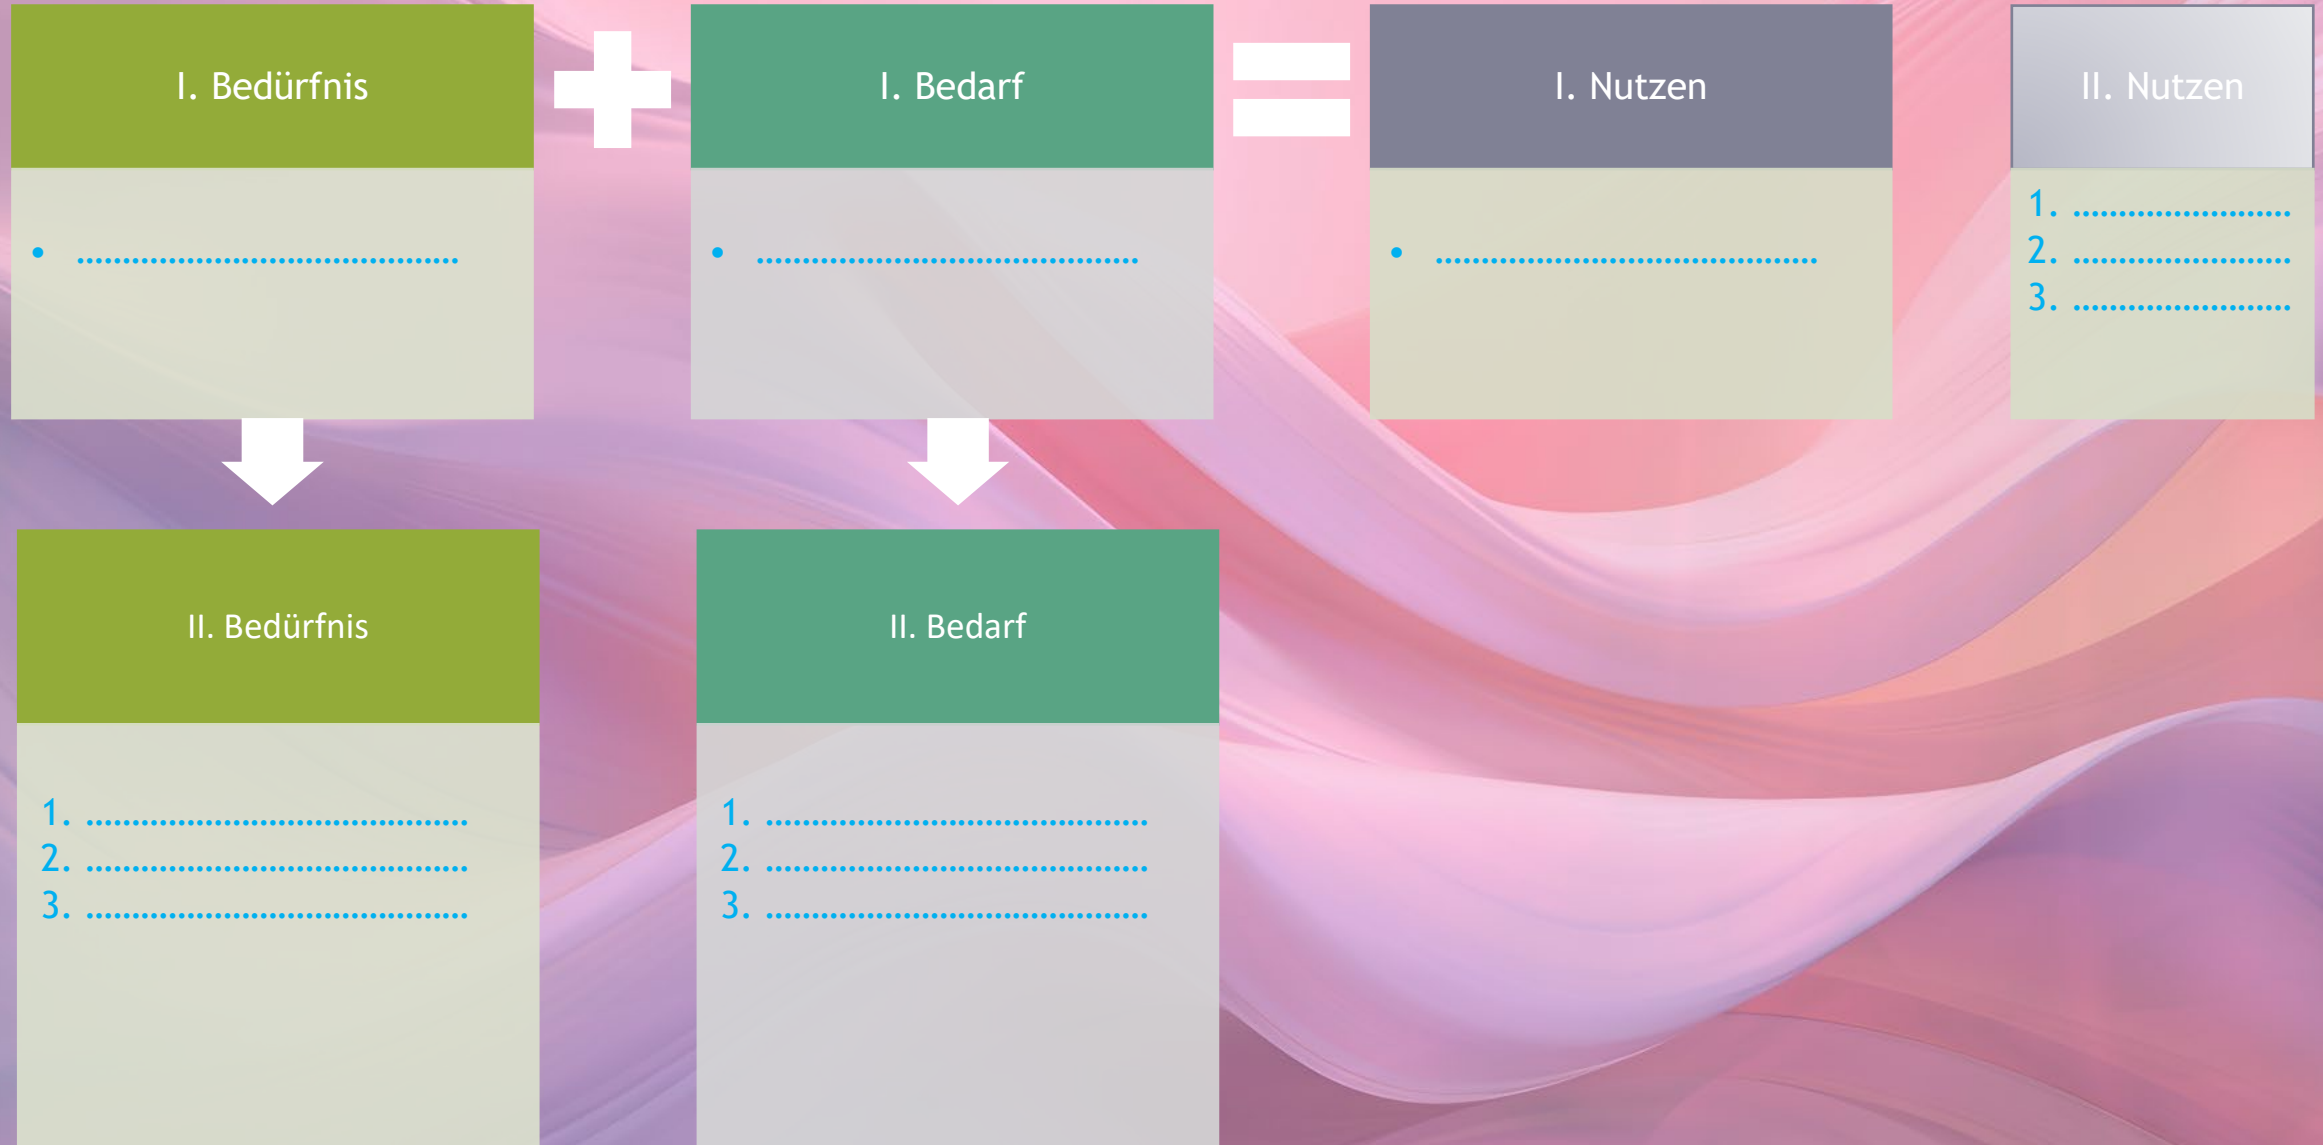 I. Bedürfnis
• ..........................................
I. Bedarf
• ..........................................
I. Nutzen
• ..........................................
II. Nutzen
1. ........................
2. ........................
3. ........................
II. Bedürfnis
1. ..........................................
2. ..........................................
3. ..........................................
II. Bedarf
1. ..........................................
2. ..........................................
3. ..........................................